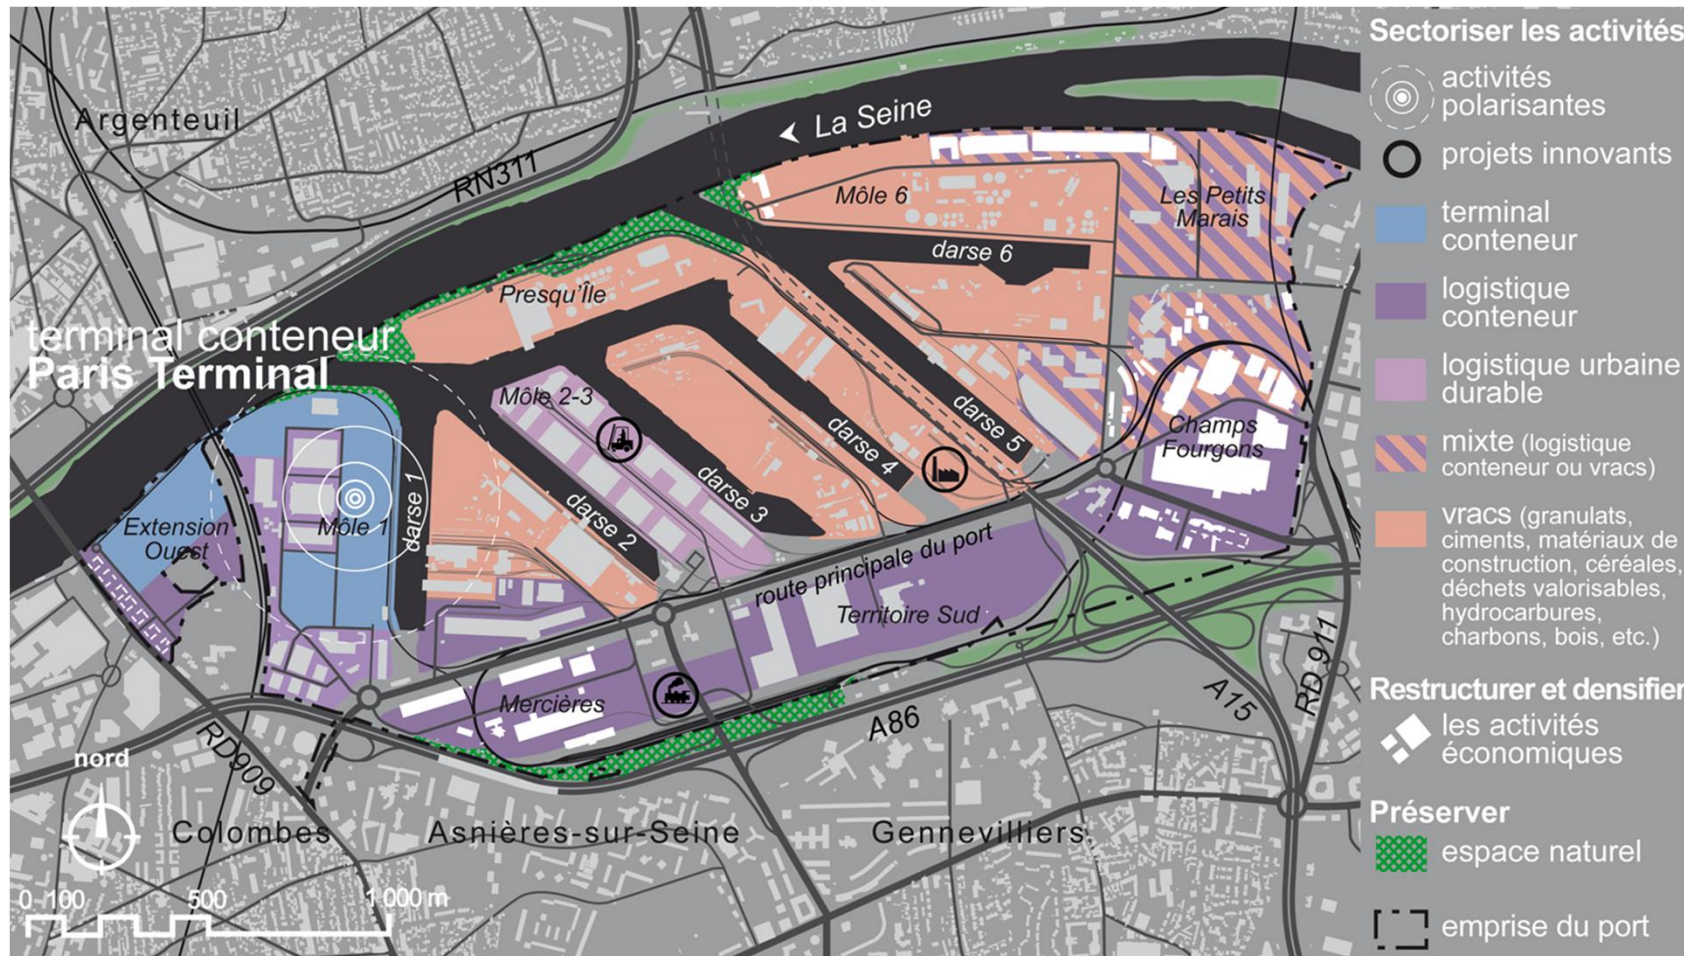 Argenteuil
RN311
La Seine
Môle 6
Les Petits
Marais
darse 6
Presqu'Île
terminal conteneur
Paris Terminal
Môle 2-3
darse 5
darse 4
darse 3
darse 2
darse 1
Champs
Fourgons
Extension
Ouest
Môle 1
route principale du port
Territoire Sud
Mercières
A86
A15
RD 911
RD909
nord
Colombes
Asnières-sur-Seine
Gennevilliers
0 100 500 1 000 m
Sectoriser les activités
activités
polarisantes
projets innovants
terminal
conteneur
logistique
conteneur
logistique urbaine
durable
mixte (logistique
conteneur ou vracs)
vracs (granulats,
ciments, matériaux de
construction, céréales,
déchets valorisables,
hydrocarbures,
charbons, bois, etc.)
Restructurer et densifier
les activités
économiques
Préserver
espace naturel
emprise du port